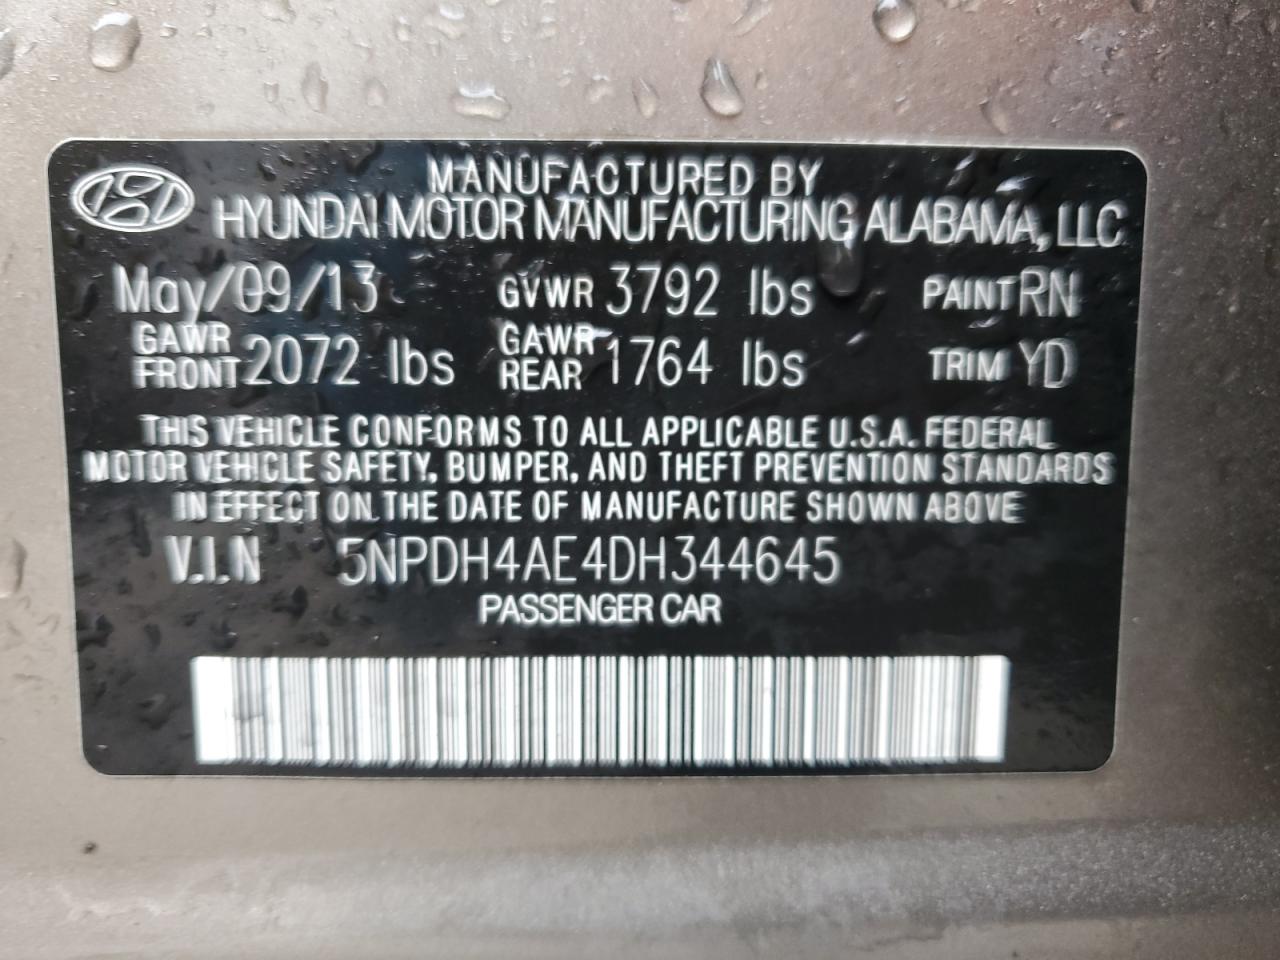 MANUFACTURED BY
HYUNDAI MOTOR MANUFACTURING ALABAMA, LLC
May/09/13 GVWR 3792 lbs PAINT RN
GAWR FRONT 2072 lbs GAWR REAR 1764 lbs TRIM YD
THIS VEHICLE CONFORMS TO ALL APPLICABLE U.S.A. FEDERAL
MOTOR VEHICLE SAFETY, BUMPER, AND THEFT PREVENTION STANDARDS
IN EFFECT ON THE DATE OF MANUFACTURE SHOWN ABOVE
V.I.N 5NPDH4AE4DH344645
PASSENGER CAR